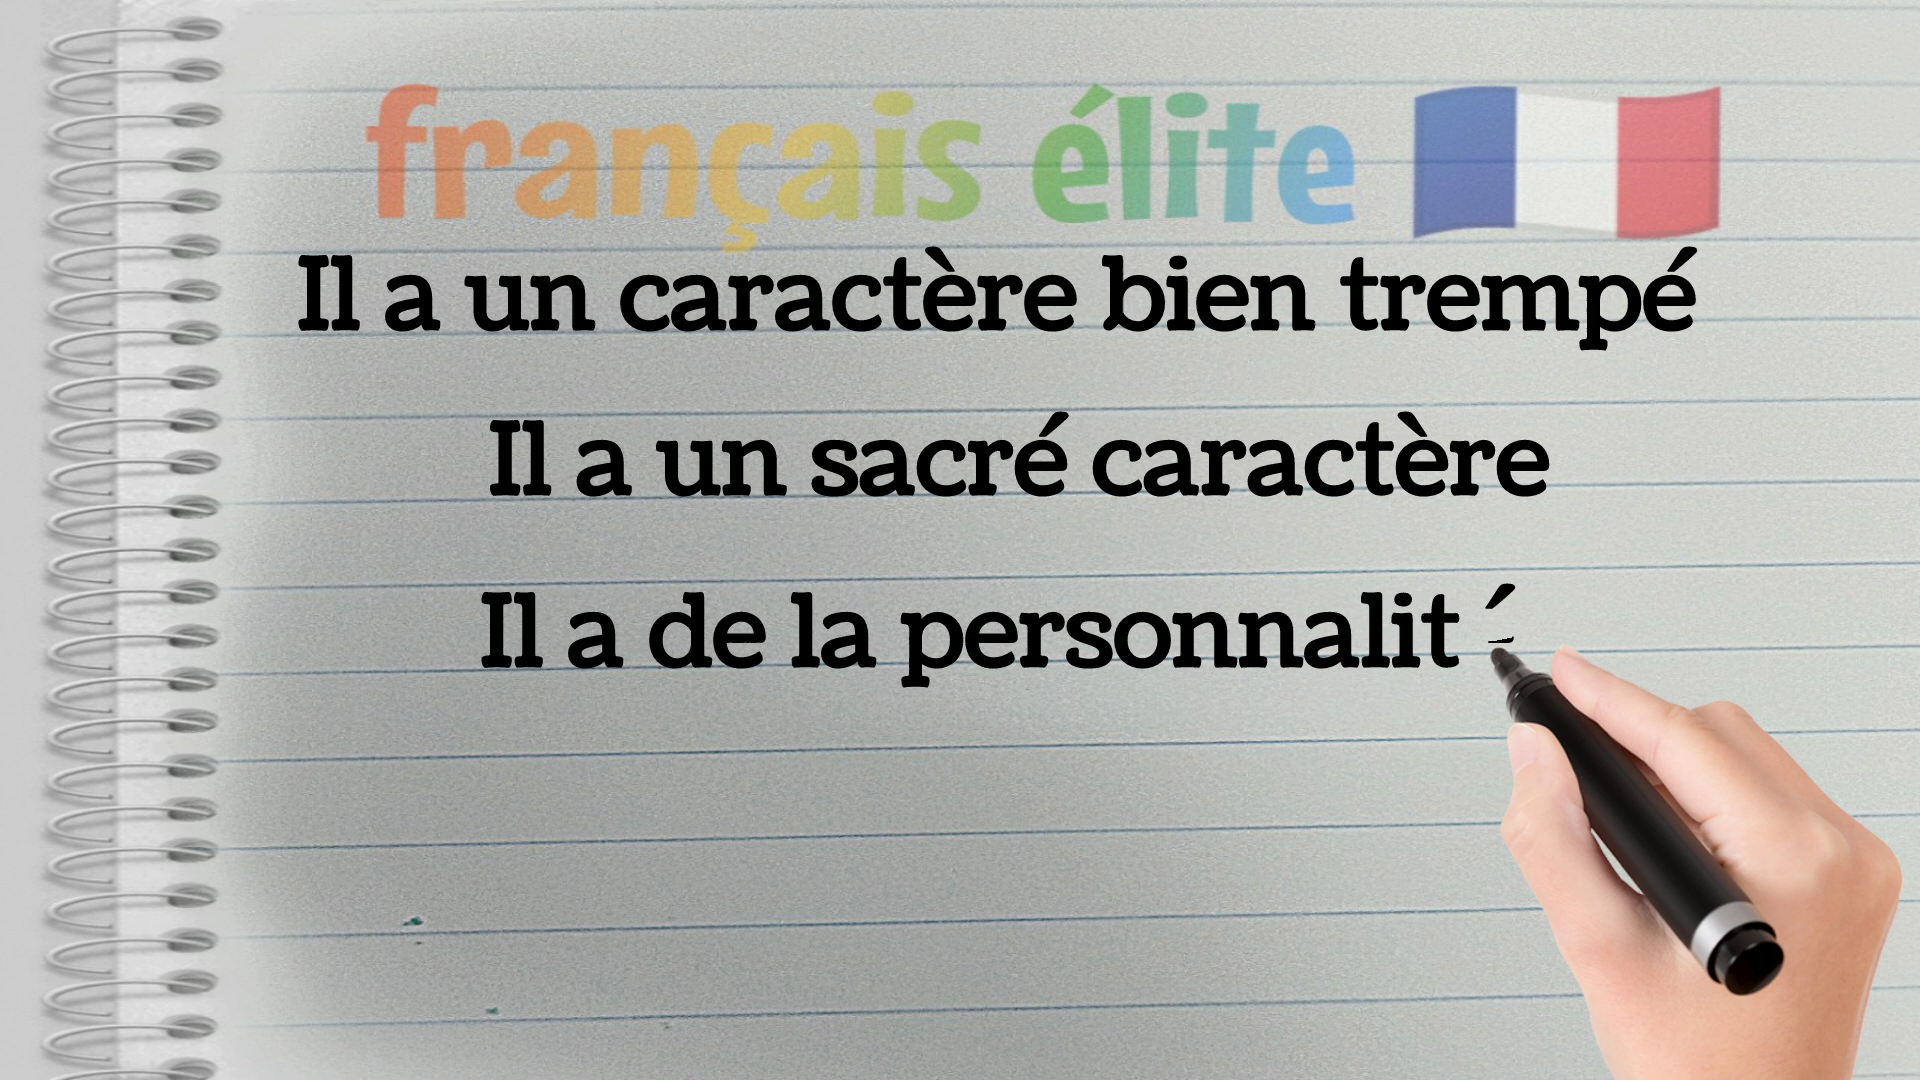 français élite
Il a un caractère bien trempé
Il a un sacré caractère
Il a de la personnalit ́